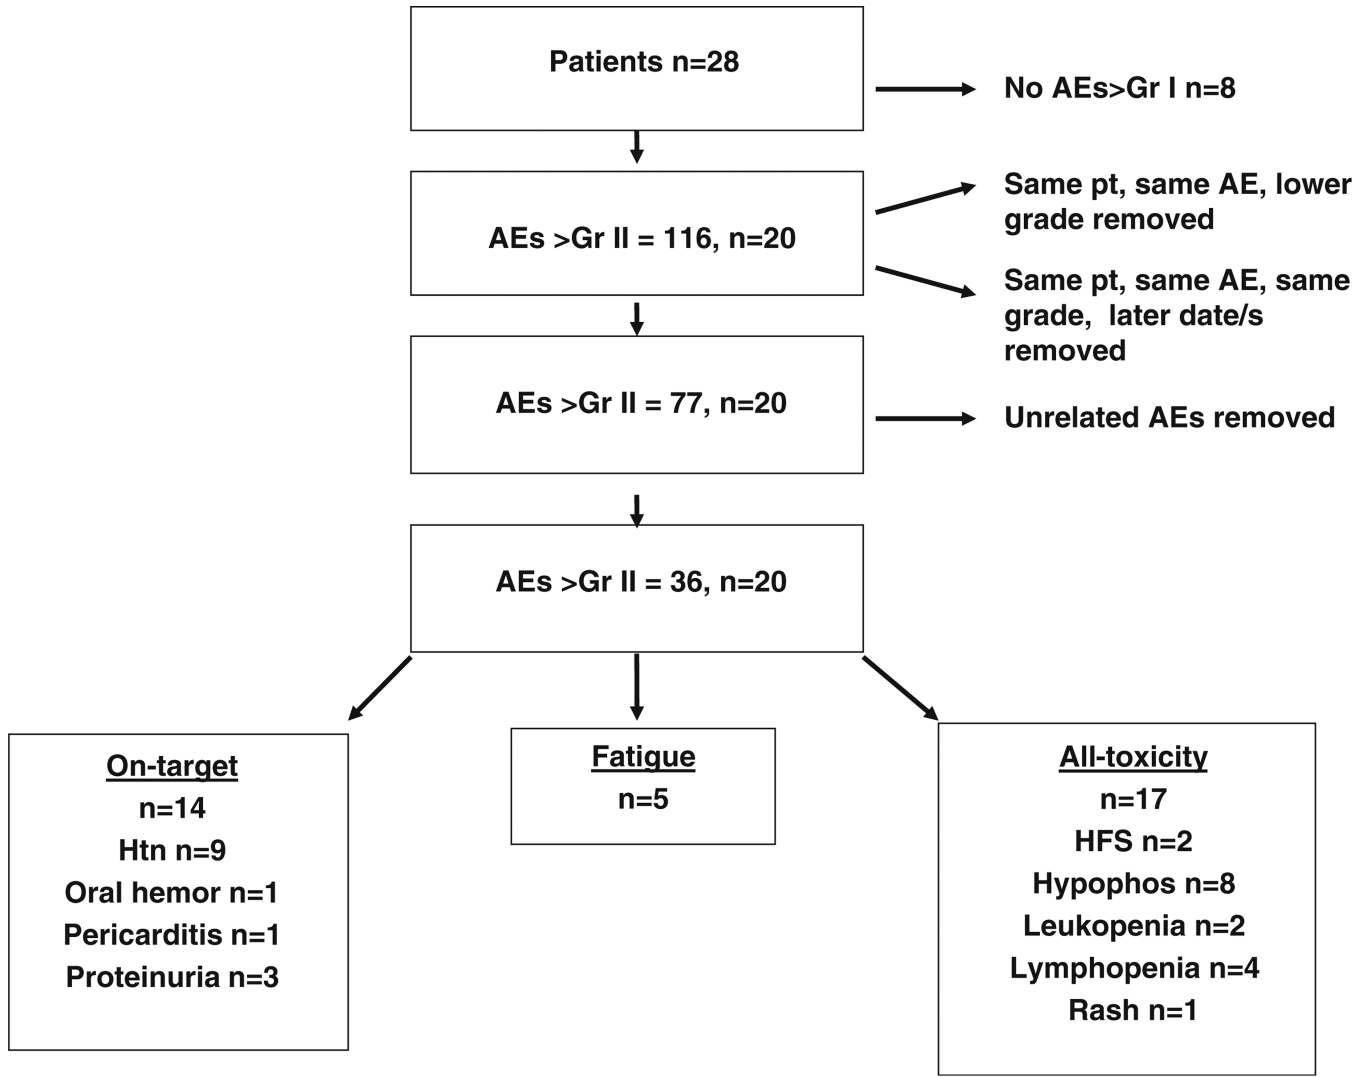 Patients n=28
No AEs>Gr I n=8
AEs >Gr II = 116, n=20
Same pt, same AE, lower
grade removed
Same pt, same AE, same
grade, later date/s
removed
AEs >Gr II = 77, n=20
Unrelated AEs removed
AEs >Gr II = 36, n=20
On-target
n=14
Htn n=9
Oral hemor n=1
Pericarditis n=1
Proteinuria n=3
Fatigue
n=5
All-toxicity
n=17
HFS n=2
Hypophos n=8
Leukopenia n=2
Lymphopenia n=4
Rash n=1